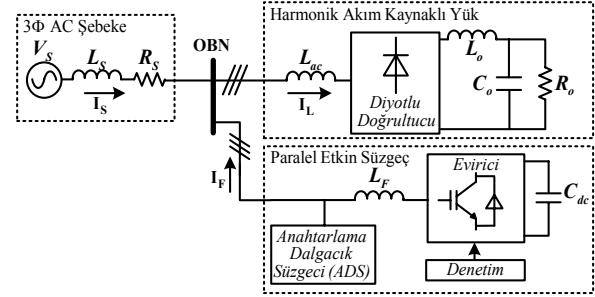 3Φ AC Şebeke
V_S
L_S
R_S
I_S
OBN
Harmonik Akım Kaynaklı Yük
L_ac
I_L
Diyotlu
Doğrultucu
L_o
C_o
R_o
I_F
Paralel Etkin Süzgeç
L_F
Evirici
C_dc
Anahtarlama
Dalgacık
Süzgeci (ADS)
Denetim